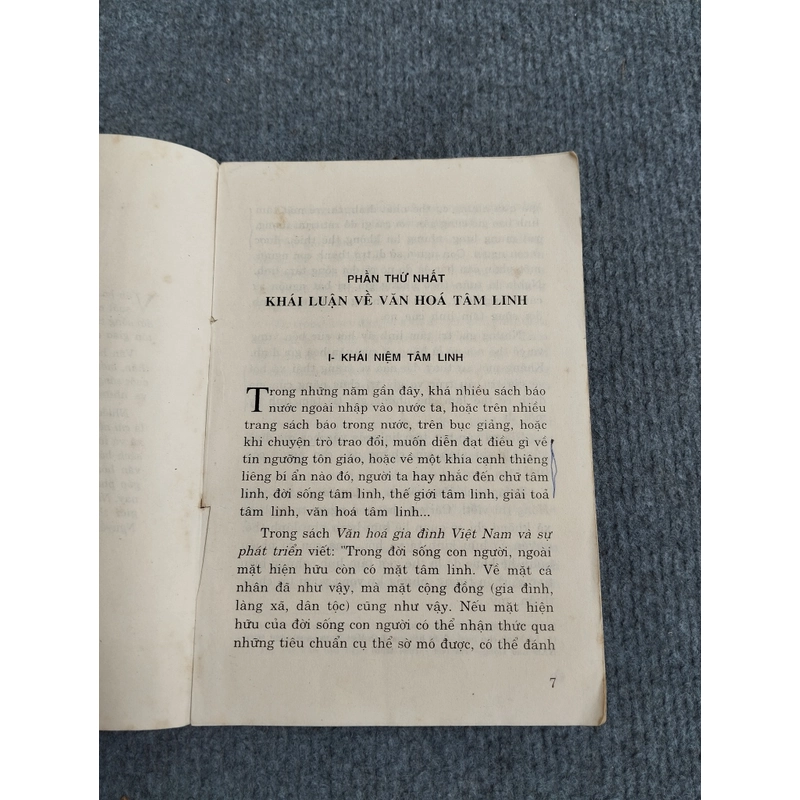 PHẦN THỨ NHẤT
KHÁI LUẬN VỀ VĂN HOÁ TÂM LINH
I- KHÁI NIỆM TÂM LINH
Trong những năm gần đây, khá nhiều sách báo
nước ngoài nhập vào nước ta, hoặc trên nhiều
trang sách báo trong nước, trên bục giảng, hoặc
khi chuyện trò trao đổi, muốn diễn đạt điều gì về
tín ngưỡng tôn giáo, hoặc về một khía cạnh thiêng
liêng bí ẩn nào đó, người ta hay nhắc đến chữ tâm
linh, đời sống tâm linh, thế giới tâm linh, giải toả
tâm linh, văn hoá tâm linh...
Trong sách Văn hoá gia đình Việt Nam và sự
phát triển viết: "Trong đời sống con người, ngoài
mặt hiện hữu còn có mặt tâm linh. Về mặt cá
nhân đã như vậy, mà mặt cộng đồng (gia đình,
làng xã, dân tộc) cũng như vậy. Nếu mặt hiện
hữu của đời sống con người có thể nhận thức qua
những tiêu chuẩn cụ thể sờ mó được, có thể đánh
7